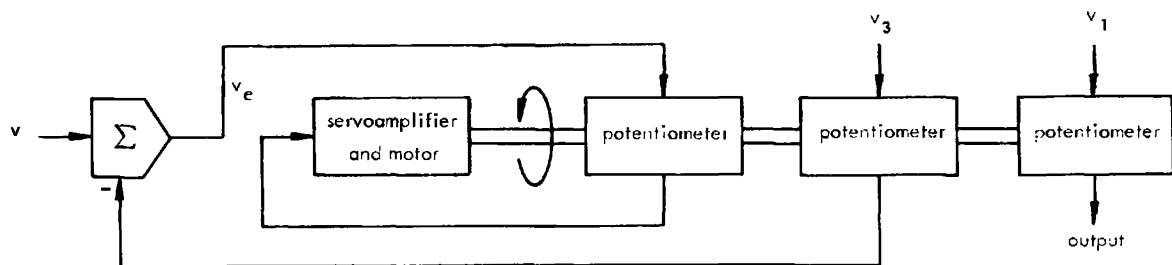 v
Σ
-
v e
servoamplifier
and motor
potentiometer
v 3
potentiometer
v 1
potentiometer
output